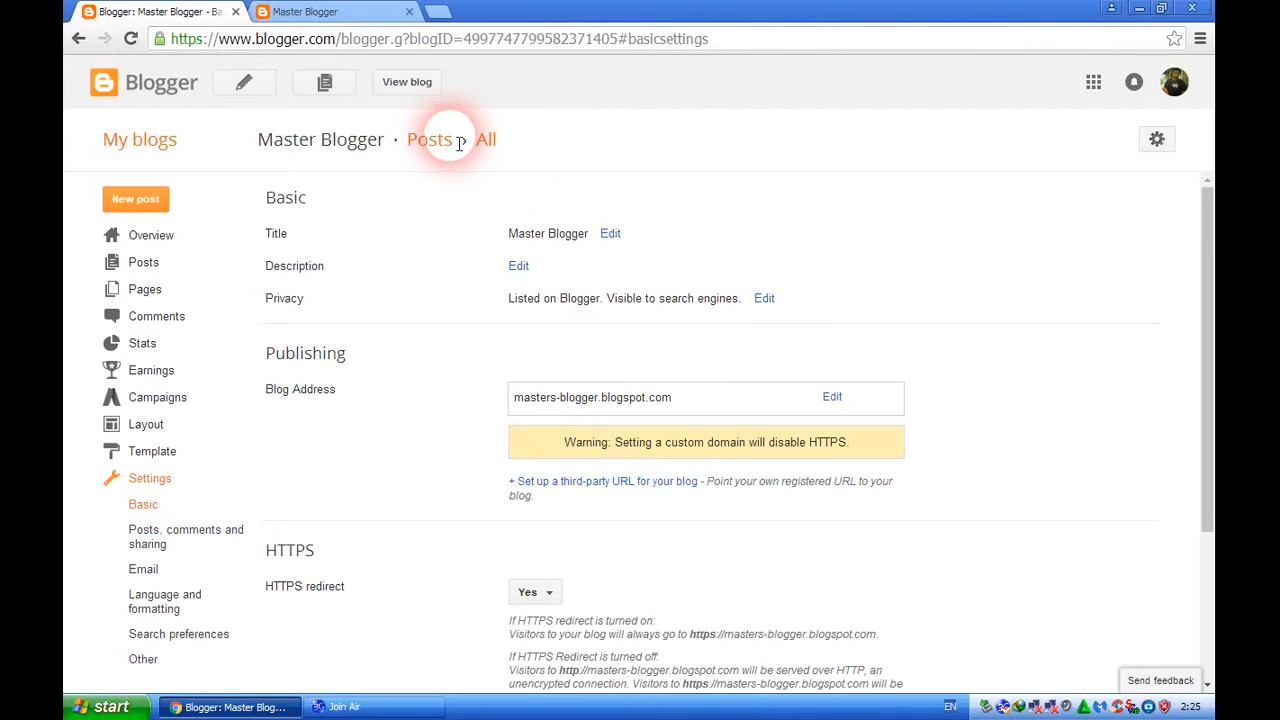 Blogger: Master Blogger - Ba
Master Blogger
https://www.blogger.com/blogger.g?blogID=4997747799582371405#basicsettings
Blogger
View blog
My blogs
Master Blogger · Posts › All
New post
Overview
Posts
Pages
Comments
Stats
Earnings
Campaigns
Layout
Template
Settings
Basic
Posts, comments and
sharing
Email
Language and
formatting
Search preferences
Other
Basic
Title
Master Blogger Edit
Description
Edit
Privacy
Listed on Blogger. Visible to search engines. Edit
Publishing
Blog Address
masters-blogger.blogspot.com Edit
Warning: Setting a custom domain will disable HTTPS.
+ Set up a third-party URL for your blog - Point your own registered URL to your
blog.
HTTPS
HTTPS redirect
Yes
If HTTPS redirect is turned on:
Visitors to your blog will always go to https://masters-blogger.blogspot.com.
If HTTPS Redirect is turned off:
Visitors to http://masters-blogger.blogspot.com will be served over HTTP, an
unencrypted connection. Visitors to https://masters-blogger.blogspot.com will be
Send feedback
start
Blogger: Master Blog...
Join Air
EN
2:25